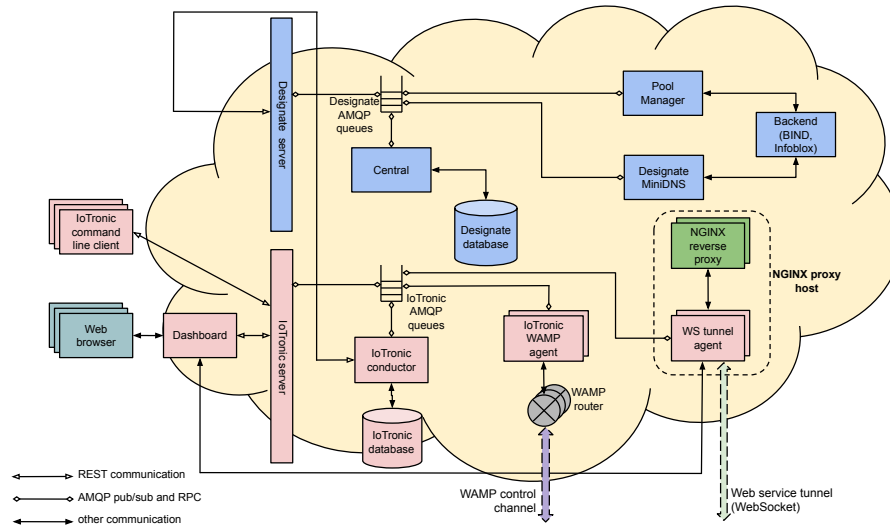 Designate server
Designate
AMQP
queues
Pool
Manager
Backend
(BIND,
Infoblox)
Central
Designate
MiniDNS
Designate
database
IoTronic
command
line client
NGINX
reverse
proxy
NGINX proxy
host
Web
browser
Dashboard
IoTronic server
IoTronic
AMQP
queues
IoTronic
conductor
IoTronic
WAMP
agent
WS tunnel
agent
WAMP
router
IoTronic
database
REST communication
AMQP pub/sub and RPC
other communication
WAMP control
channel
Web service tunnel
(WebSocket)